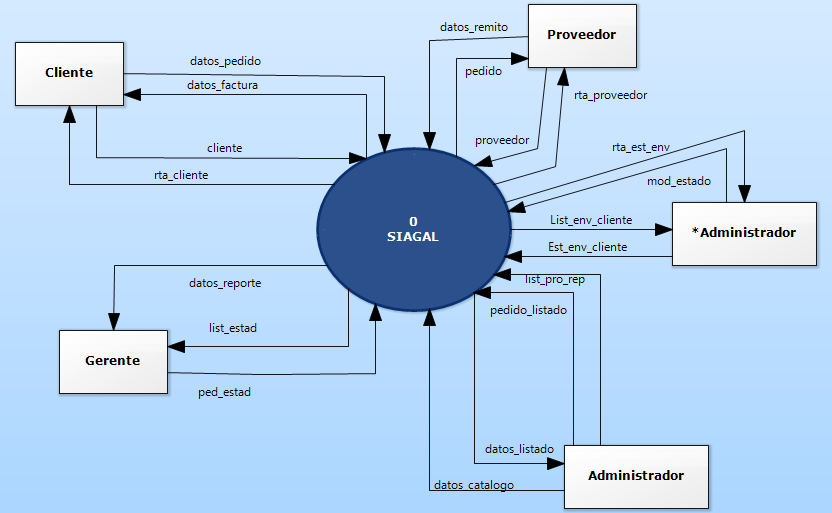 datos_remito
Proveedor
datos_pedido
Cliente
pedido
datos_factura
rta_proveedor
proveedor
cliente
rta_est_env
rta_cliente
mod_estado
0
SIAGAL
List_env_cliente
*Administrador
Est_env_cliente
list_pro_rep
datos_reporte
pedido_listado
list_estad
Gerente
ped_estad
datos_listado
Administrador
datos_catalogo